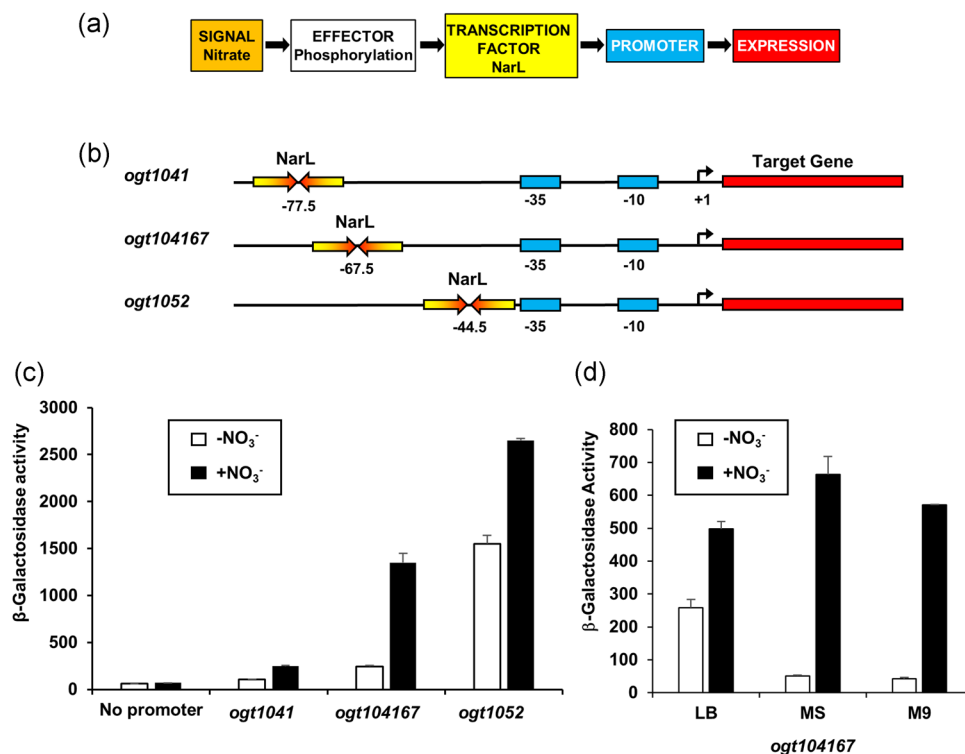 (a)
SIGNAL
Nitrate
EFFECTOR
Phosphorylation
TRANSCRIPTION
FACTOR
NarL
PROMOTER
EXPRESSION
(b)
ogt1041
NarL
-77.5
-35
-10
+1
Target Gene
ogt104167
NarL
-67.5
-35
-10
ogt1052
NarL
-44.5
-35
-10
(c)
β-Galactosidase activity
3000
2500
2000
1500
1000
500
0
-NO₃⁻
+NO₃⁻
No promoter
ogt1041
ogt104167
ogt1052
(d)
β-Galactosidase Activity
800
700
600
500
400
300
200
100
0
-NO₃⁻
+NO₃⁻
LB
MS
M9
ogt104167